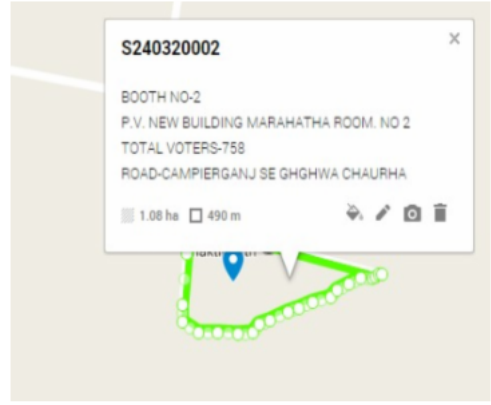 S240320002
BOOTH NO-2
P.V. NEW BUILDING MARAHATHA ROOM. NO 2
TOTAL VOTERS-758
ROAD-CAMPIERGANJ SE GHGHWA CHAURHA
1.08 ha 490 m